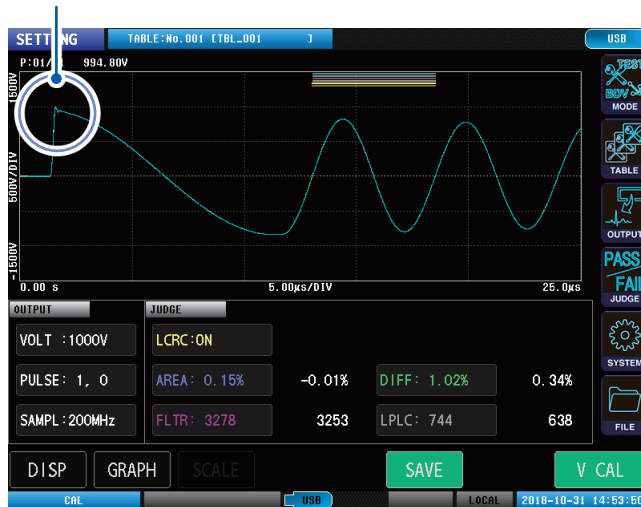 SETTING TABLE:No.001 [TBL_001 ] USB
994.80V
1500V
500V/DIV
-1500V
0.00 s 5.00µs/DIV 25.0µs
TEST
BDV
MODE
TABLE
OUTPUT
PASS
FAIL
JUDGE
SYSTEM
FILE
OUTPUT JUDGE
VOLT :1000V LCRC:ON
PULSE: 1, 0 AREA: 0.15% -0.01% DIFF: 1.02% 0.34%
SAMPL:200MHz FLTR: 3278 3253 LPLC: 744 638
DISP GRAPH SCALE SAVE V CAL
CAL USB LOCAL 2018-10-31 14:53:50